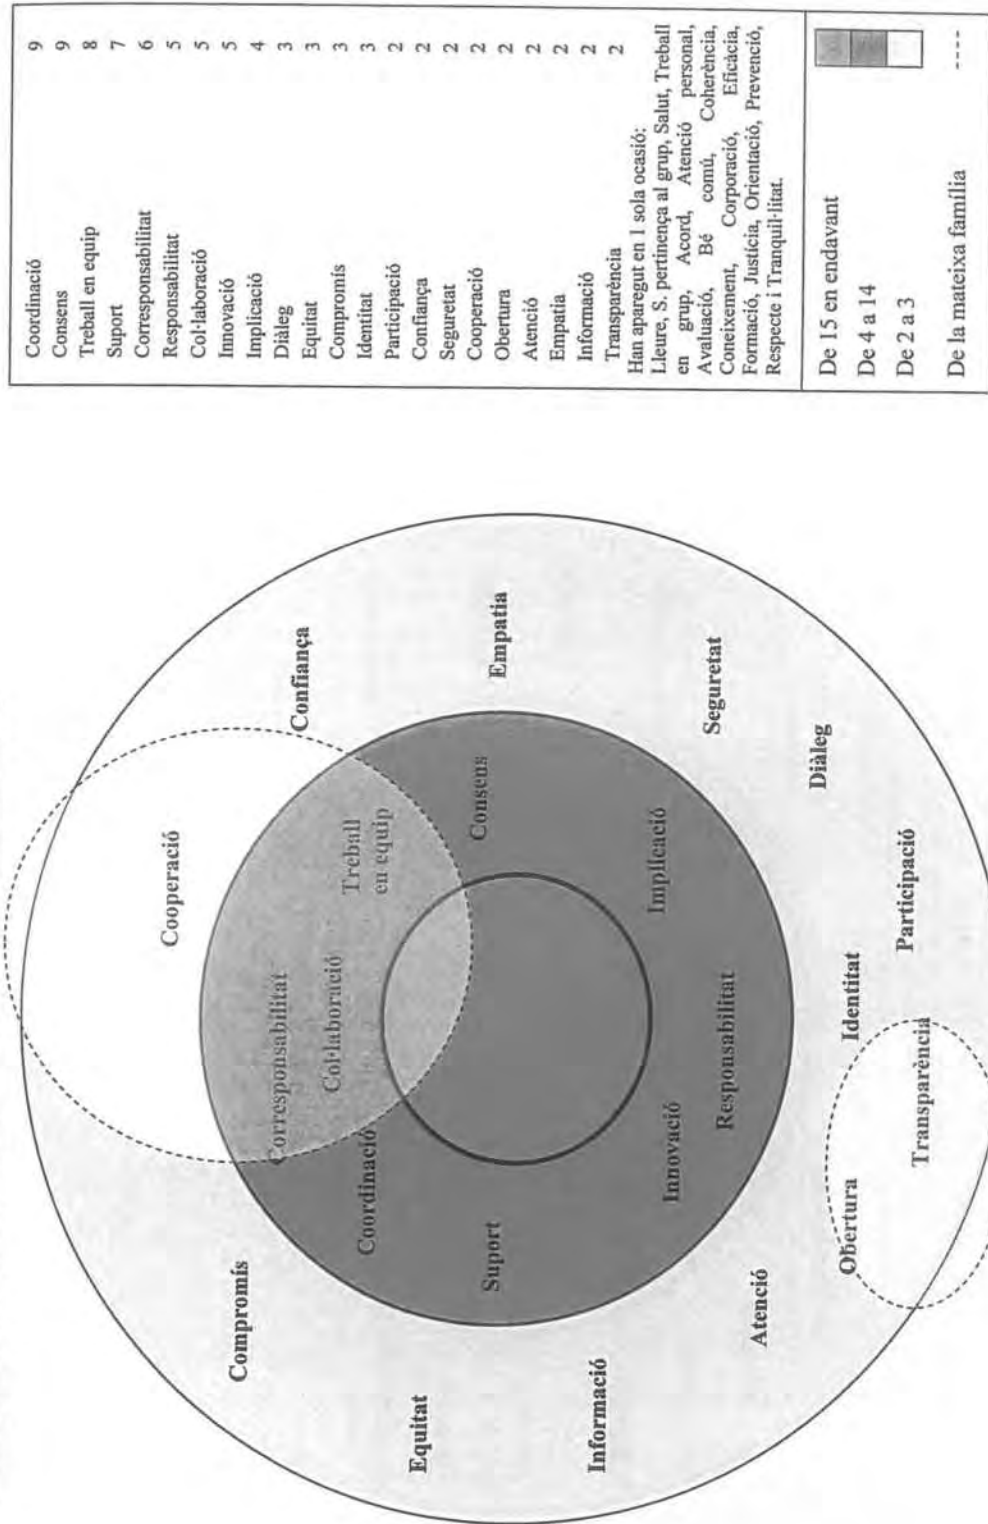 Coordinació 9
Consens 9
Treball en equip 8
Suport 7
Corresponsabilitat 6
Responsabilitat 5
Col·laboració 5
Innovació 5
Implicació 4
Diàleg 3
Equitat 3
Compromís 3
Identitat 3
Participació 2
Confiança 2
Seguretat 2
Cooperació 2
Obertura 2
Atenció 2
Empatia 2
Informació 2
Transparència 2
Han aparegut en 1 sola ocasió:
Lleure, S. pertinença al grup, Salut, Treball
en grup, Acord, Atenció personal,
Avaluació, Bé comú, Coherència,
Coneixement, Corporació, Eficàcia,
Formació, Justícia, Orientació, Prevenció,
Respecte i Tranquil·litat.
De 15 en endavant
De 4 a 14
De 2 a 3
De la mateixa família ----
Cooperació
Compromís
Confiança
Corresponsabilitat
Col·laboració
Treball
en equip
Coordinació
Consens
Equitat
Suport
Empatia
Informació
Innovació
Implicació
Responsabilitat
Seguretat
Atenció
Diàleg
Obertura
Identitat
Transparència
Participació